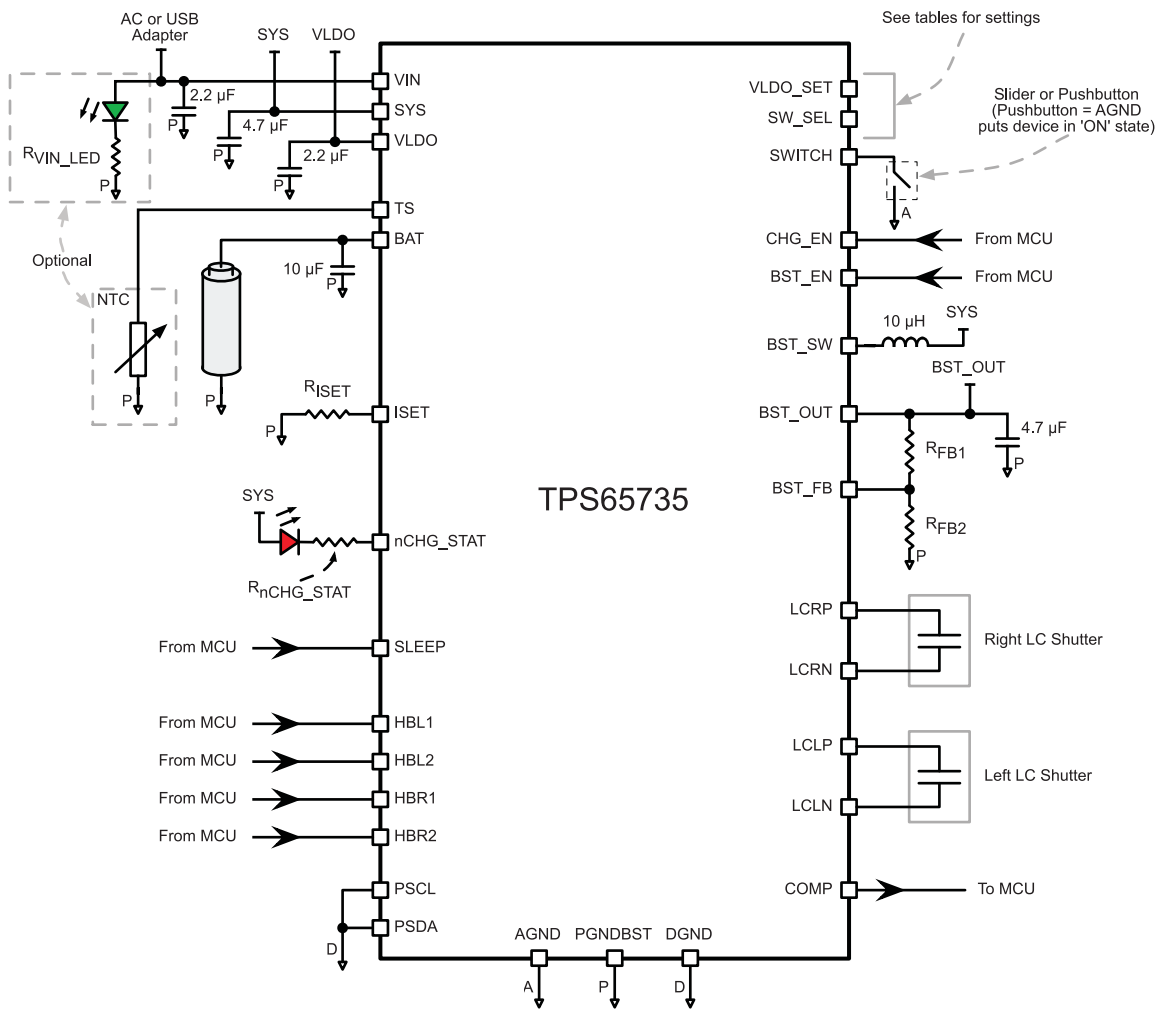 AC or USB
Adapter
SYS
VLDO
See tables for settings
VIN
2.2 µF
P
SYS
4.7 µF
P
VLDO
2.2 µF
P
RVIN_LED
P
VLDO_SET
SW_SEL
Slider or Pushbutton
(Pushbutton = AGND
puts device in 'ON' state)
SWITCH
A
TS
BAT
10 µF
P
Optional
NTC
P
P
CHG_EN
From MCU
BST_EN
From MCU
BST_SW
10 µH
SYS
BST_OUT
RISET
P
ISET
BST_OUT
4.7 µF
P
RFB1
BST_FB
RFB2
P
TPS65735
SYS
nCHG_STAT
RnCHG_STAT
LCRP
LCRN
Right LC Shutter
From MCU
SLEEP
From MCU
HBL1
From MCU
HBL2
From MCU
HBR1
From MCU
HBR2
LCLP
LCLN
Left LC Shutter
PSCL
PSDA
D
COMP
To MCU
AGND
PGNDBST
DGND
A
P
D